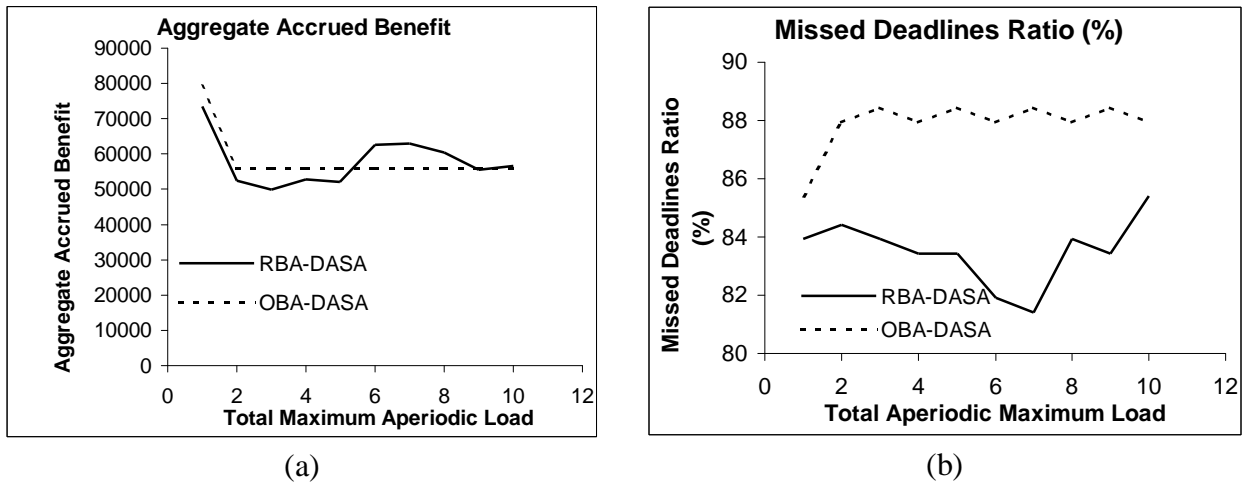 Aggregate Accrued Benefit
Aggregate Accrued Benefit
90000
80000
70000
60000
50000
40000
30000
20000
10000
0
RBA-DASA
OBA-DASA
0 2 4 6 8 10 12
Total Maximum Aperiodic Load
(a)
Missed Deadlines Ratio (%)
Missed Deadlines Ratio
(%)
90
88
86
84
82
80
RBA-DASA
OBA-DASA
0 2 4 6 8 10 12
Total Aperiodic Maximum Load
(b)